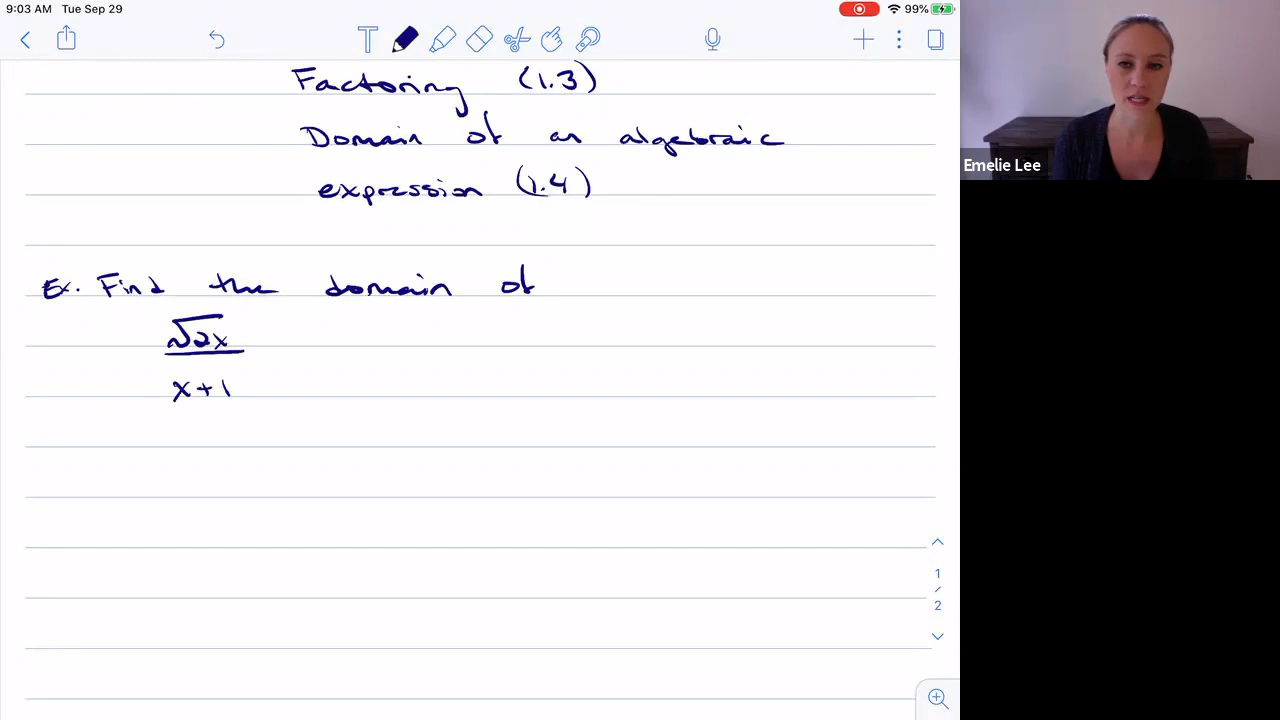 9:03 AM Tue Sep 29
99%
T
Factoring (1.3)
Domain of an algebraic
expression (1.4)
Ex. Find the domain of
√2x
x+1
1
/
2
Emelie Lee